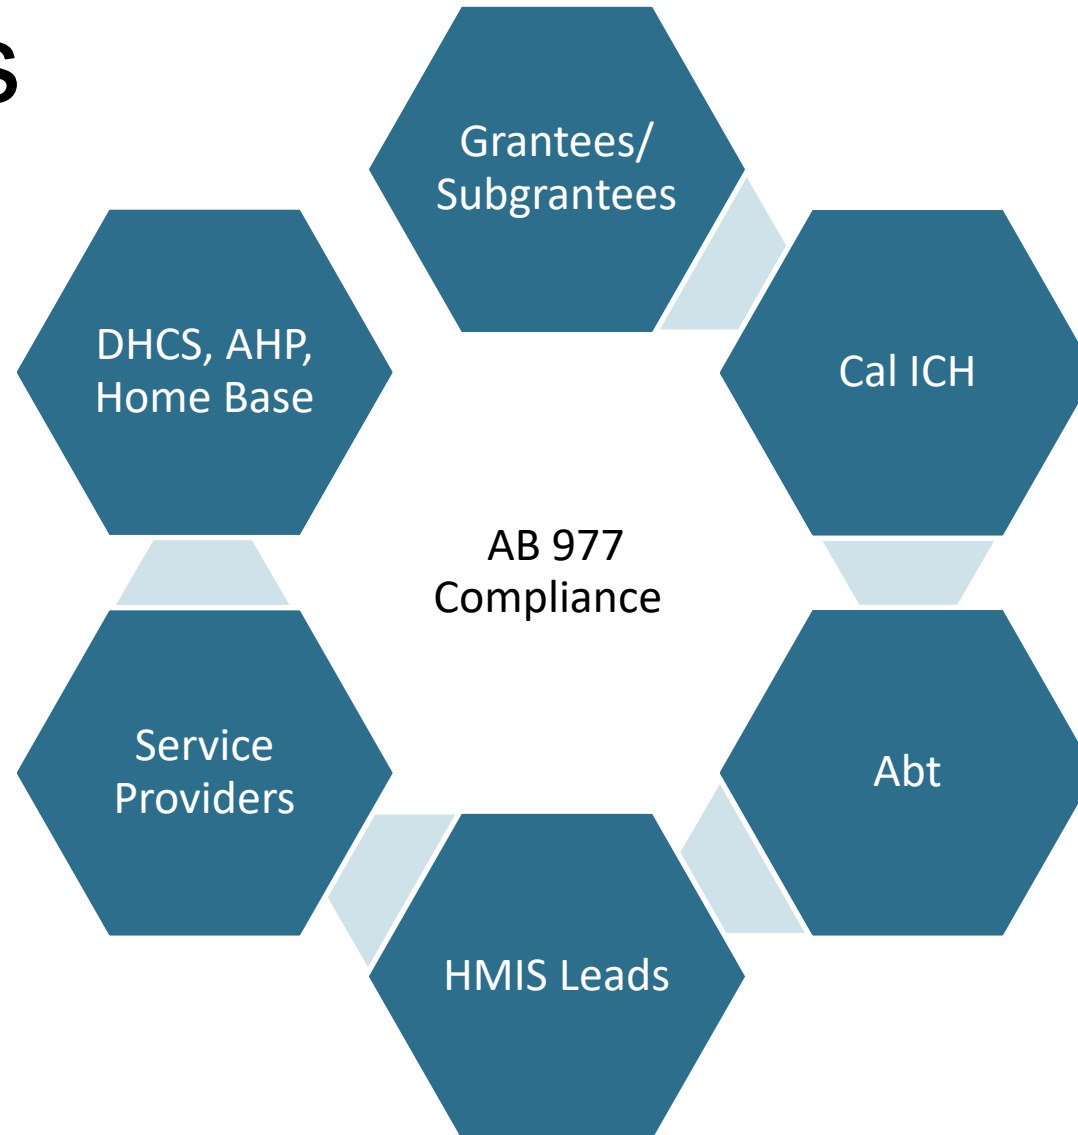 s
Grantees/
Subgrantees
DHCS, AHP,
Home Base
Cal ICH
AB 977
Compliance
Service
Providers
Abt
HMIS Leads